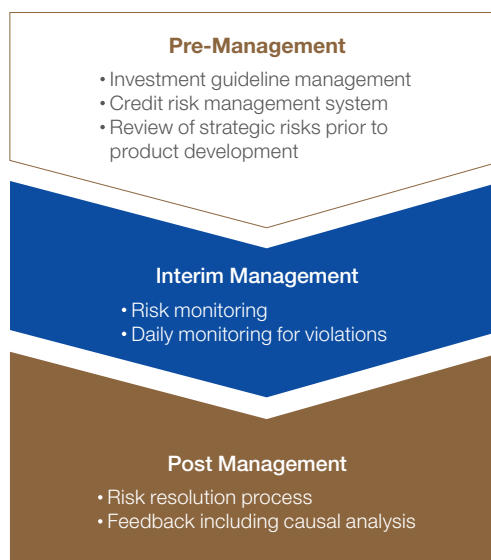 Pre-Management
• Investment guideline management
• Credit risk management system
• Review of strategic risks prior to
product development
Interim Management
• Risk monitoring
• Daily monitoring for violations
Post Management
• Risk resolution process
• Feedback including causal analysis